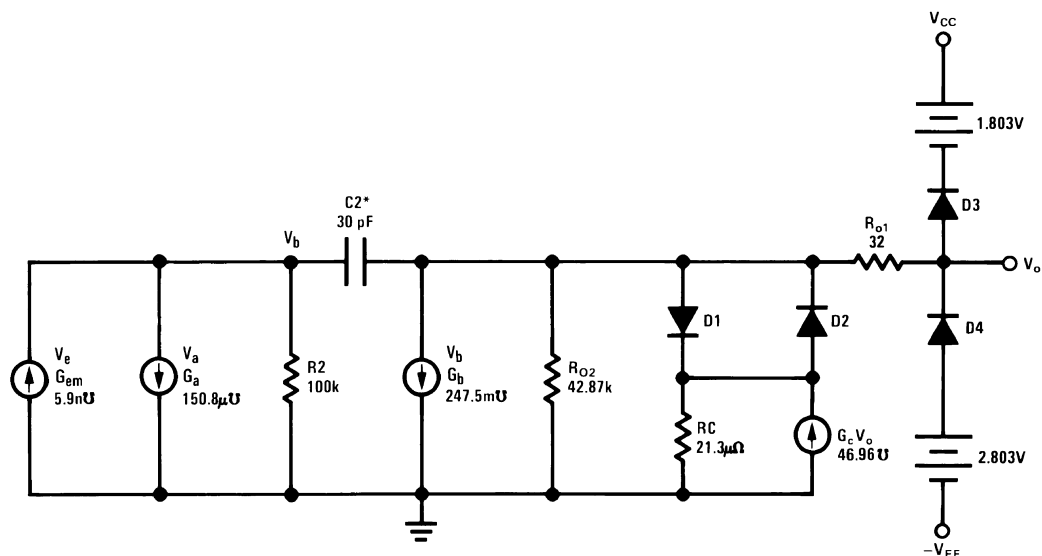 V_CC
1.803V
D3
C2*
30 pF
R_o1
32
V_b
V_o
D1
D2
D4
V_e
G_em
5.9n℧
V_a
G_a
150.8µ℧
R2
100k
V_b
G_b
247.5m℧
R_O2
42.87k
RC
21.3µΩ
G_cV_o
46.96℧
2.803V
−V_EE